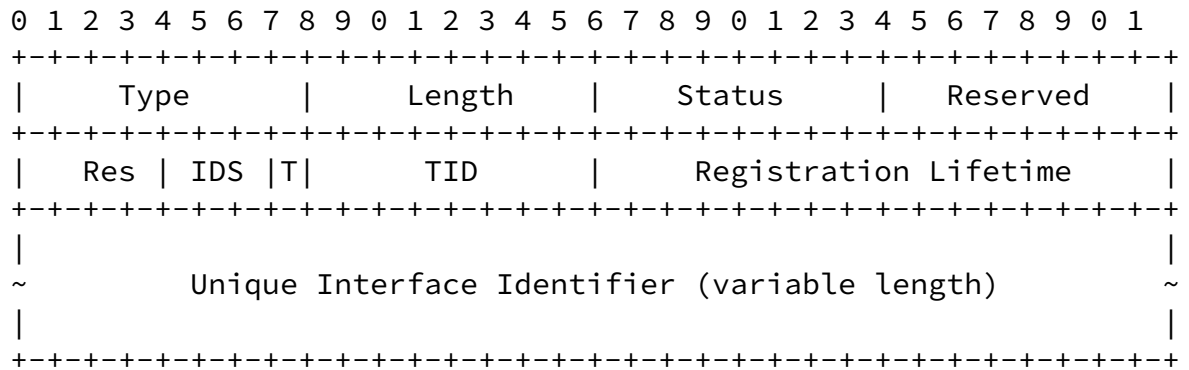 0 1 2 3 4 5 6 7 8 9 0 1 2 3 4 5 6 7 8 9 0 1 2 3 4 5 6 7 8 9 0 1
+-+-+-+-+-+-+-+-+-+-+-+-+-+-+-+-+-+-+-+-+-+-+-+-+-+-+-+-+-+-+-+-+
|     Type      |     Length    |    Status     |   Reserved    |
+-+-+-+-+-+-+-+-+-+-+-+-+-+-+-+-+-+-+-+-+-+-+-+-+-+-+-+-+-+-+-+-+
|   Res | IDS |T|      TID      |     Registration Lifetime     |
+-+-+-+-+-+-+-+-+-+-+-+-+-+-+-+-+-+-+-+-+-+-+-+-+-+-+-+-+-+-+-+-+
|                                                               |
~         Unique Interface Identifier (variable length)         ~
|                                                               |
+-+-+-+-+-+-+-+-+-+-+-+-+-+-+-+-+-+-+-+-+-+-+-+-+-+-+-+-+-+-+-+-+